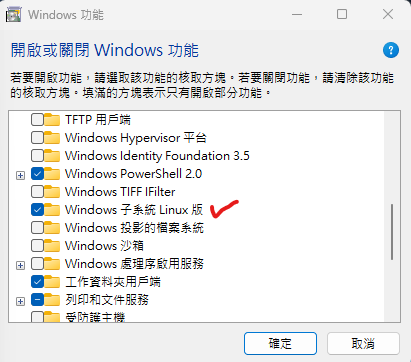 Windows 功能
開啟或關閉 Windows 功能
若要開啟功能，請選取該功能的核取方塊。若要關閉功能，請清除該功能
的核取方塊。填滿的方塊表示只有開啟部分功能。
TFTP 用戶端
Windows Hypervisor 平台
Windows Identity Foundation 3.5
Windows PowerShell 2.0
Windows TIFF IFilter
Windows 子系統 Linux 版
Windows 投影的檔案系統
Windows 沙箱
Windows 處理序啟用服務
工作資料夾用戶端
列印和文件服務
受防護主機
確定
取消